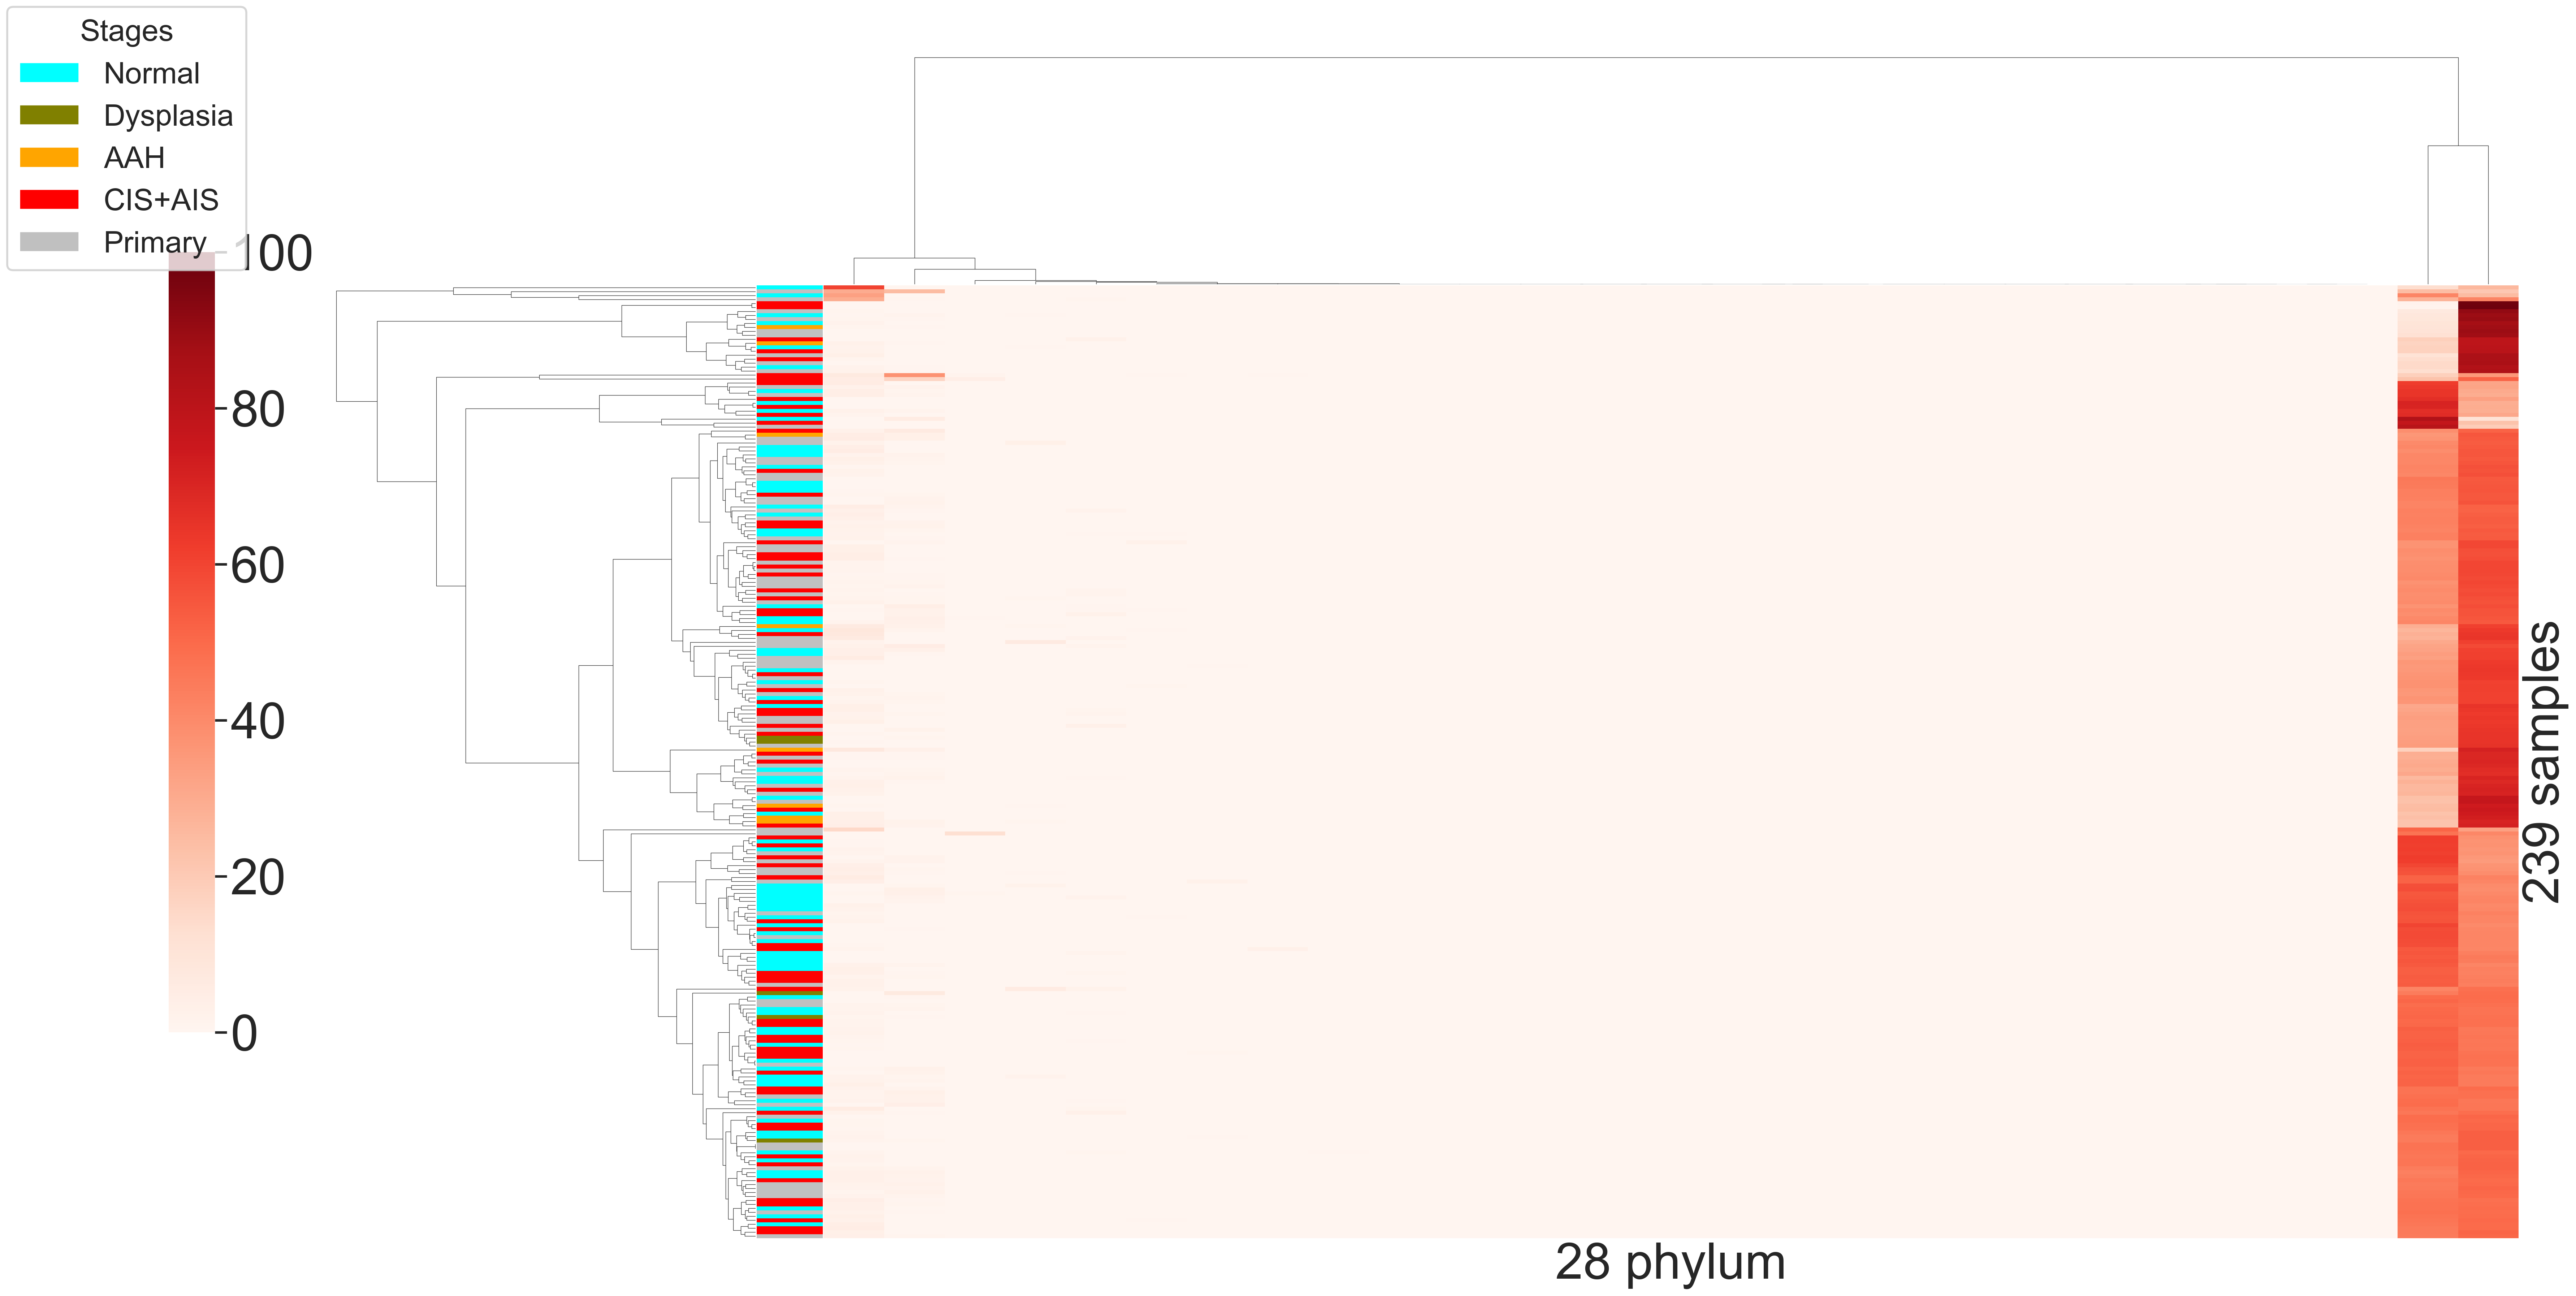 Stages
Normal
Dysplasia
AAH
CIS+AIS
Primary
100
80
60
40
20
0
239 samples
28 phylum